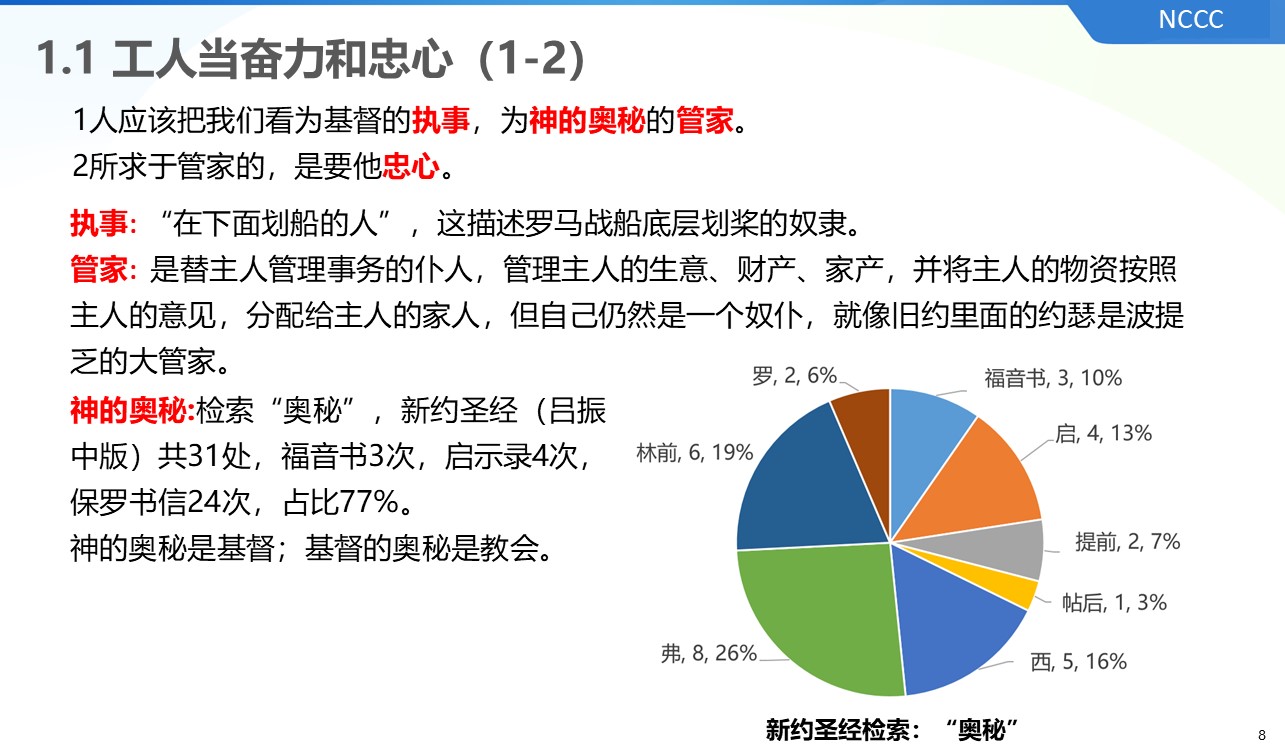 NCCC
1.1 工人当奋力和忠心（1-2）
1人应该把我们看为基督的执事，为神的奥秘的管家。
2所求于管家的，是要他忠心。
执事：“在下面划船的人”，这描述罗马战船底层划桨的奴隶。
管家：是替主人管理事务的仆人，管理主人的生意、财产、家产，并将主人的物资按照
主人的意见，分配给主人的家人，但自己仍然是一个奴仆，就像旧约里面的约瑟是波提
乏的大管家。
神的奥秘:检索“奥秘”，新约圣经（吕振
中版）共31处，福音书3次，启示录4次，
保罗书信24次，占比77%。
神的奥秘是基督；基督的奥秘是教会。
罗, 2, 6%
福音书, 3, 10%
启, 4, 13%
林前, 6, 19%
提前, 2, 7%
帖后, 1, 3%
弗, 8, 26%
西, 5, 16%
新约圣经检索：“奥秘”
8